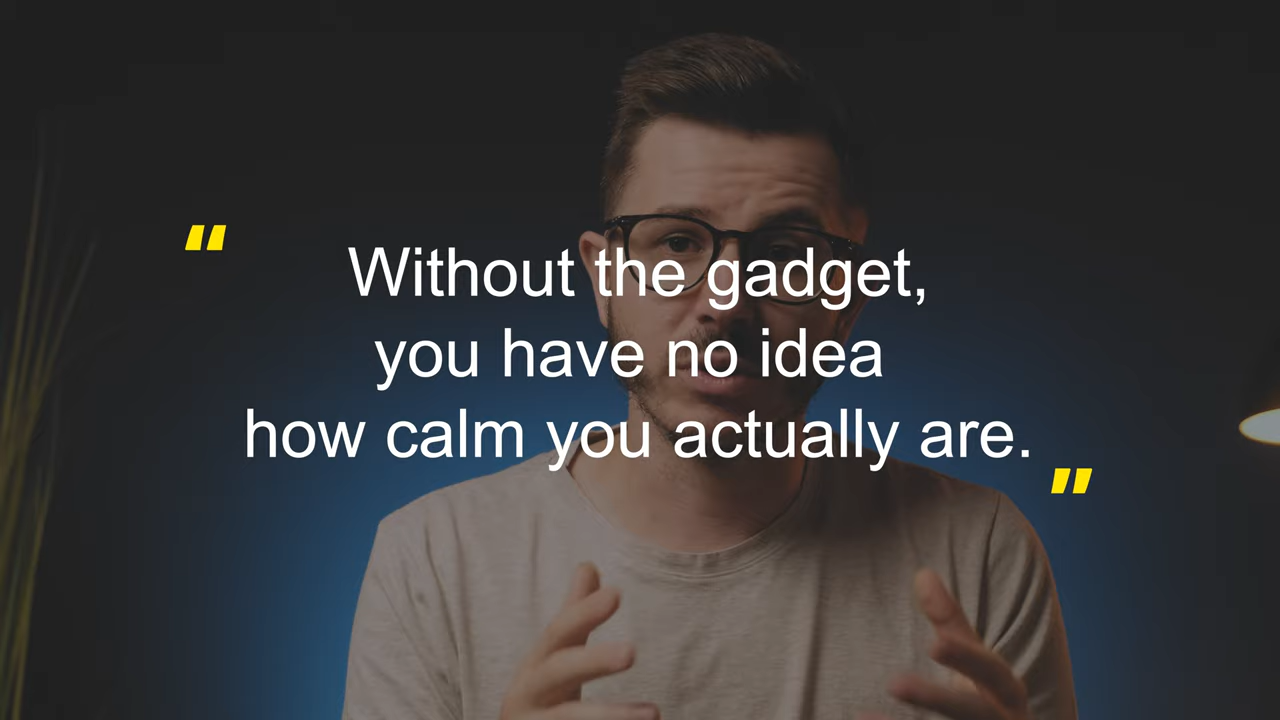 "Without the gadget,
you have no idea
how calm you actually are."